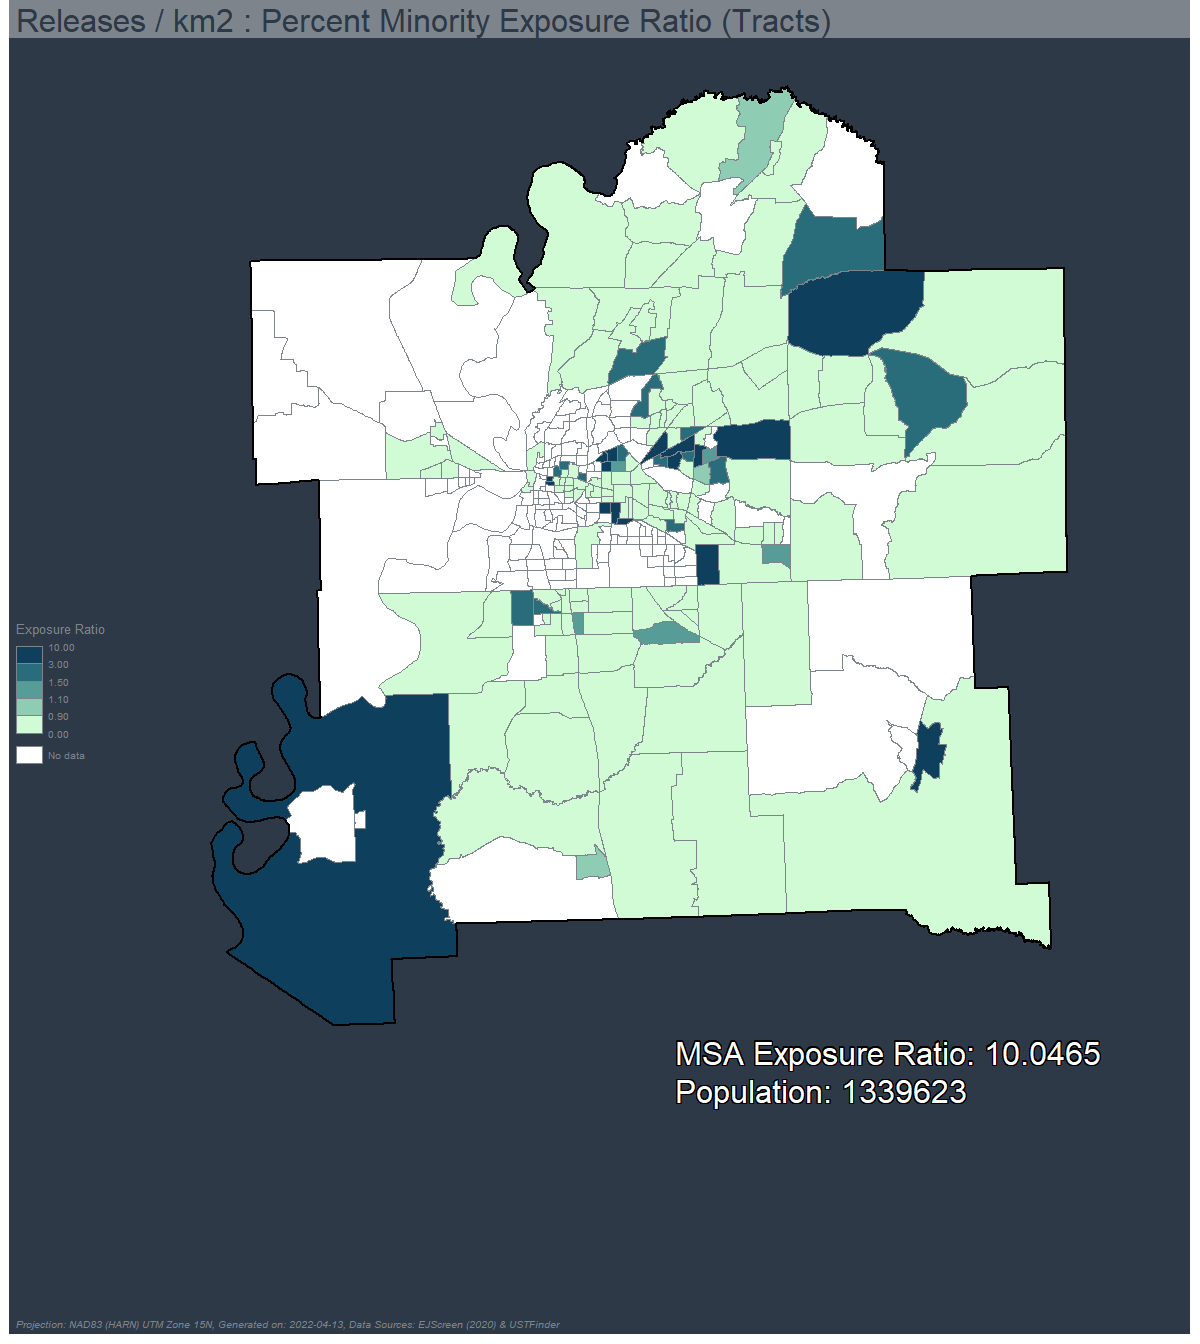 Releases / km2 : Percent Minority Exposure Ratio (Tracts)
Exposure Ratio
10.00
3.00
1.50
1.10
0.90
0.00
No data
MSA Exposure Ratio: 10.0465
Population: 1339623
Projection: NAD83 (HARN) UTM Zone 15N, Generated on: 2022-04-13, Data Sources: EJScreen (2020) & USTFinder